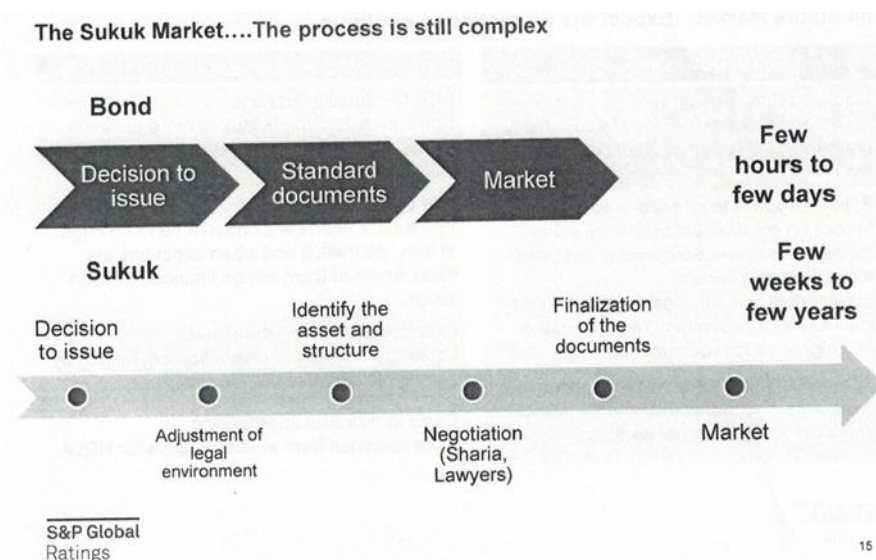 The Sukuk Market....The process is still complex
Bond
Decision to
issue
Standard
documents
Market
Few
hours to
few days
Sukuk
Few
weeks to
few years
Decision
to issue
Identify the
asset and
structure
Finalization
of the
documents
Adjustment of
legal
environment
Negotiation
(Sharia,
Lawyers)
Market
S&P Global
Ratings
15